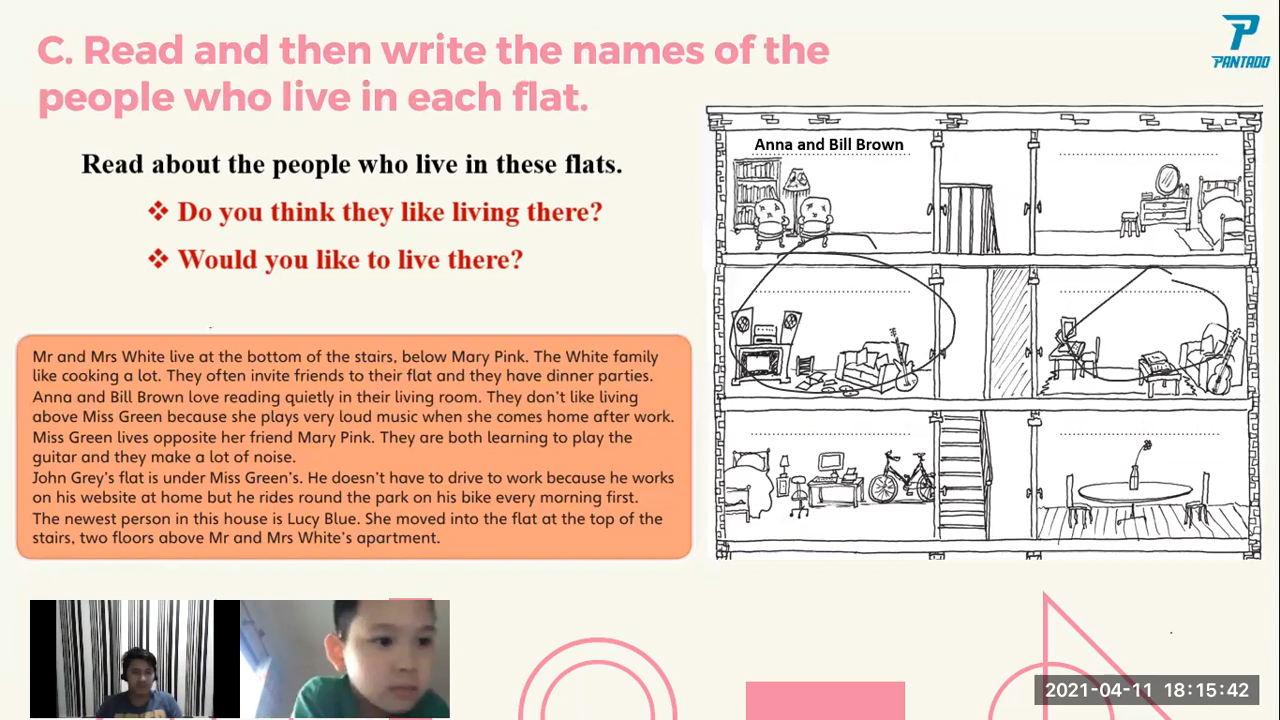 C. Read and then write the names of the
people who live in each flat.
PANTADO
Read about the people who live in these flats.
❖ Do you think they like living there?
❖ Would you like to live there?
Anna and Bill Brown
Mr and Mrs White live at the bottom of the stairs, below Mary Pink. The White family
like cooking a lot. They often invite friends to their flat and they have dinner parties.
Anna and Bill Brown love reading quietly in their living room. They don't like living
above Miss Green because she plays very loud music when she comes home after work.
Miss Green lives opposite her friend Mary Pink. They are both learning to play the
guitar and they make a lot of noise.
John Grey's flat is under Miss Green's. He doesn't have to drive to work because he works
on his website at home but he rides round the park on his bike every morning first.
The newest person in this house is Lucy Blue. She moved into the flat at the top of the
stairs, two floors above Mr and Mrs White's apartment.
2021-04-11 18:15:42